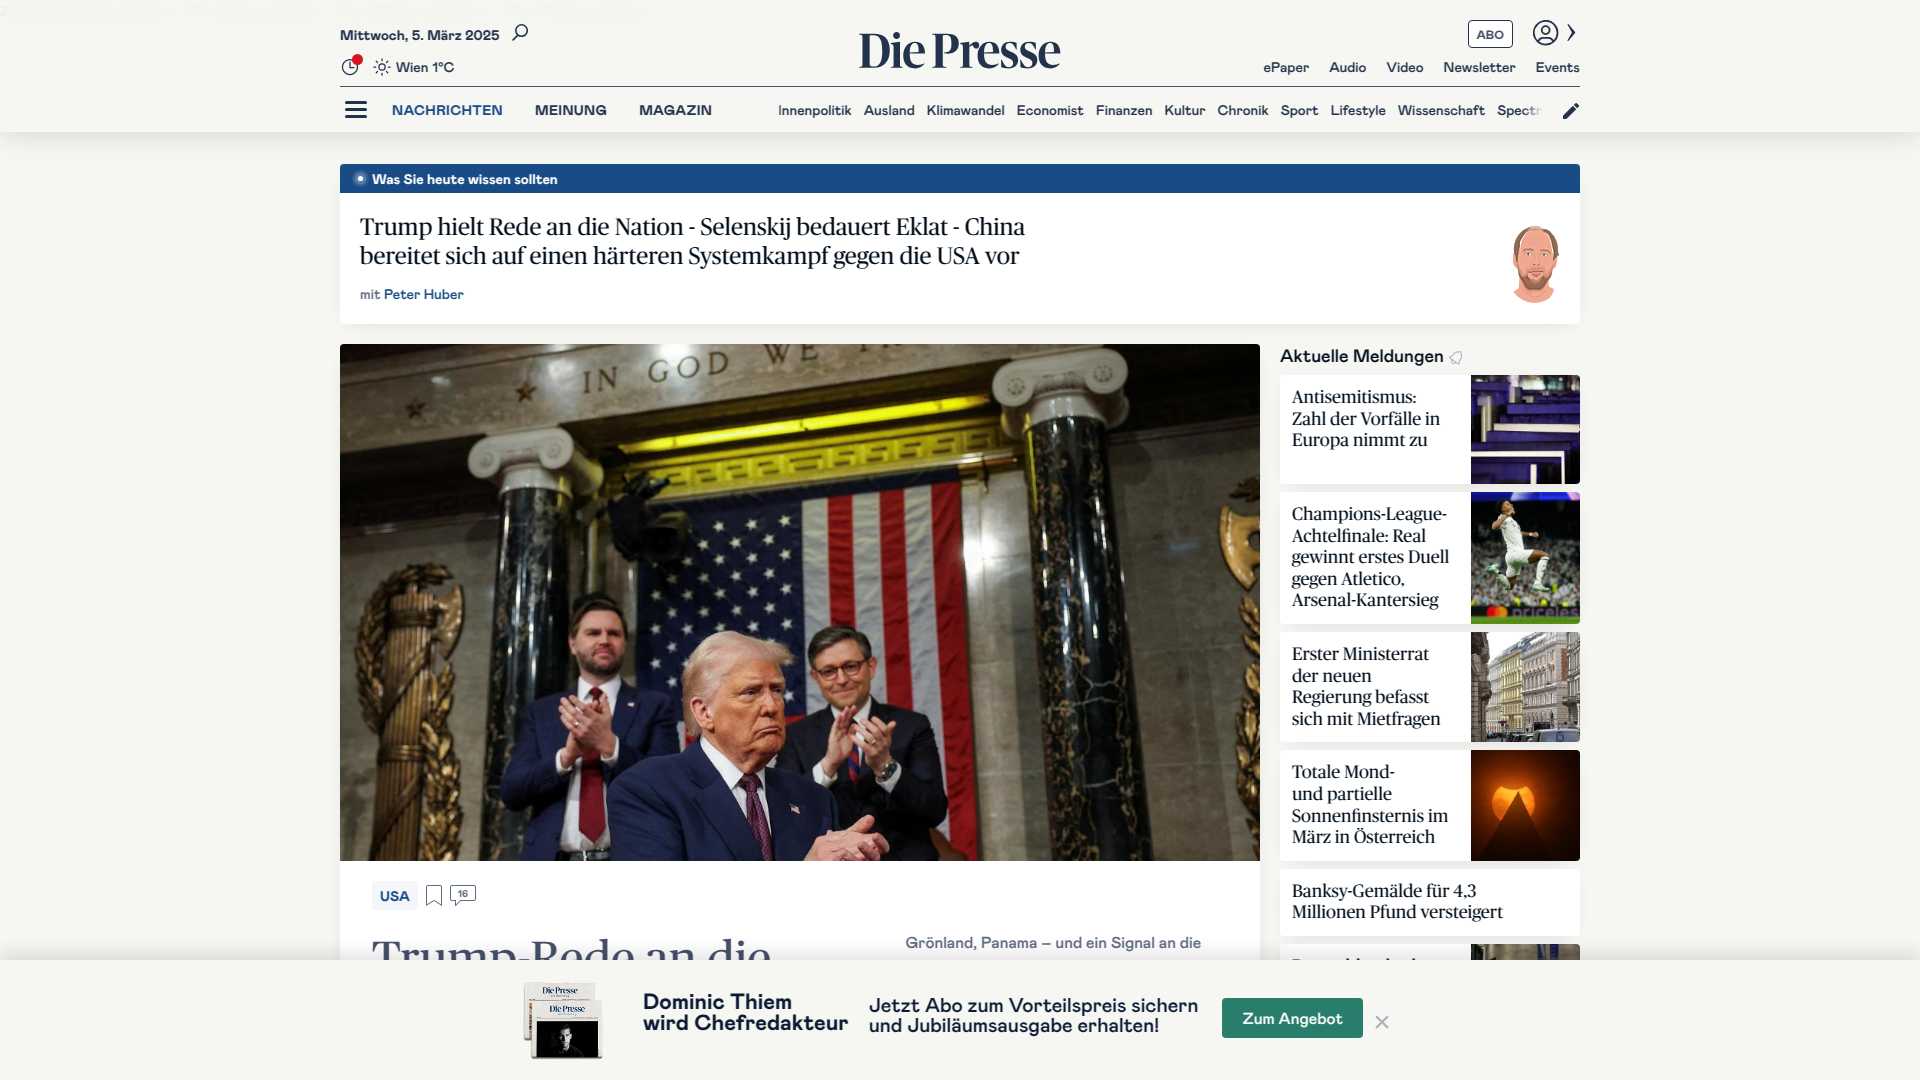 Mittwoch, 5. März 2025
Die Presse
ABO
Wien 1°C
ePaper Audio Video Newsletter Events
NACHRICHTEN MEINUNG MAGAZIN
Innenpolitik Ausland Klimawandel Economist Finanzen Kultur Chronik Sport Lifestyle Wissenschaft
Was Sie heute wissen sollten
Trump hielt Rede an die Nation - Selenskij bedauert Eklat - China
bereitet sich auf einen härteren Systemkampf gegen die USA vor
mit Peter Huber
IN GOD WE
USA
16
Trump-Rede an die
Grönland, Panama – und ein Signal an die
Aktuelle Meldungen
Antisemitismus:
Zahl der Vorfälle in
Europa nimmt zu
Champions-League-
Achtelfinale: Real
gewinnt erstes Duell
gegen Atletico,
Arsenal-Kantersieg
Erster Ministerrat
der neuen
Regierung befasst
sich mit Mietfragen
Totale Mond-
und partielle
Sonnenfinsternis im
März in Österreich
Banksy-Gemälde für 4,3
Millionen Pfund versteigert
Die Presse
Die Presse
Dominic Thiem
wird Chefredakteur
Jetzt Abo zum Vorteilspreis sichern
und Jubiläumsausgabe erhalten!
Zum Angebot